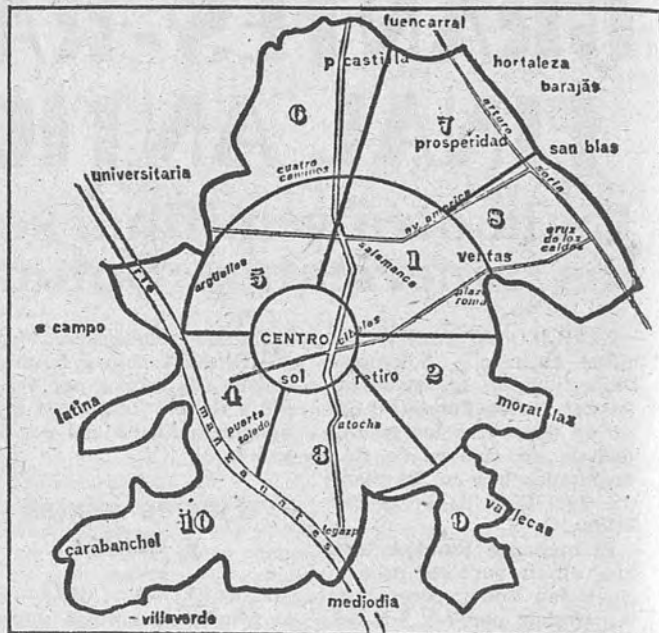 fuencarral
p. castilla
hortaleza
barajas
6
7
arturo
prosperidad
san blas
soria
universitaria
cuatro
caminos
av. america
8
cruz
de los
caidos
salamanca
1
ventas
argüelles
5
plaza
roma
rio
c campo
CENTRO
cibeles
sol
retiro
2
4
latina
puerta
toledo
atocha
moratalaz
manzanares
3
vallecas
9
10
carabanchel
legazpi
villaverde
mediodia